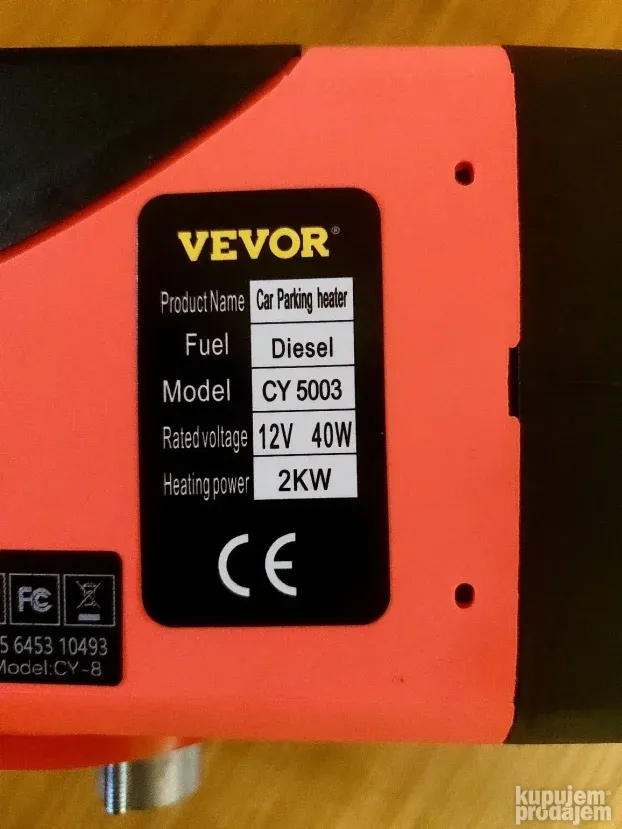 VEVOR®
Product Name Car Parking heater
Fuel Diesel
Model CY 5003
Rated voltage 12V 40W
Heating power 2KW
CE
FC
5 6453 10493
Model:CY-8
kupujem
prodajem